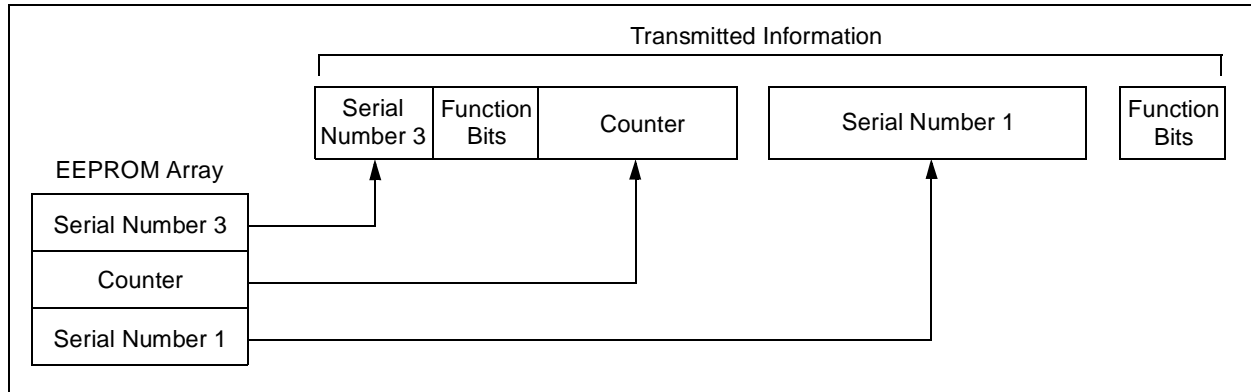 Transmitted Information
Serial
Number 3
Function
Bits
Counter
Serial Number 1
Function
Bits
EEPROM Array
Serial Number 3
Counter
Serial Number 1